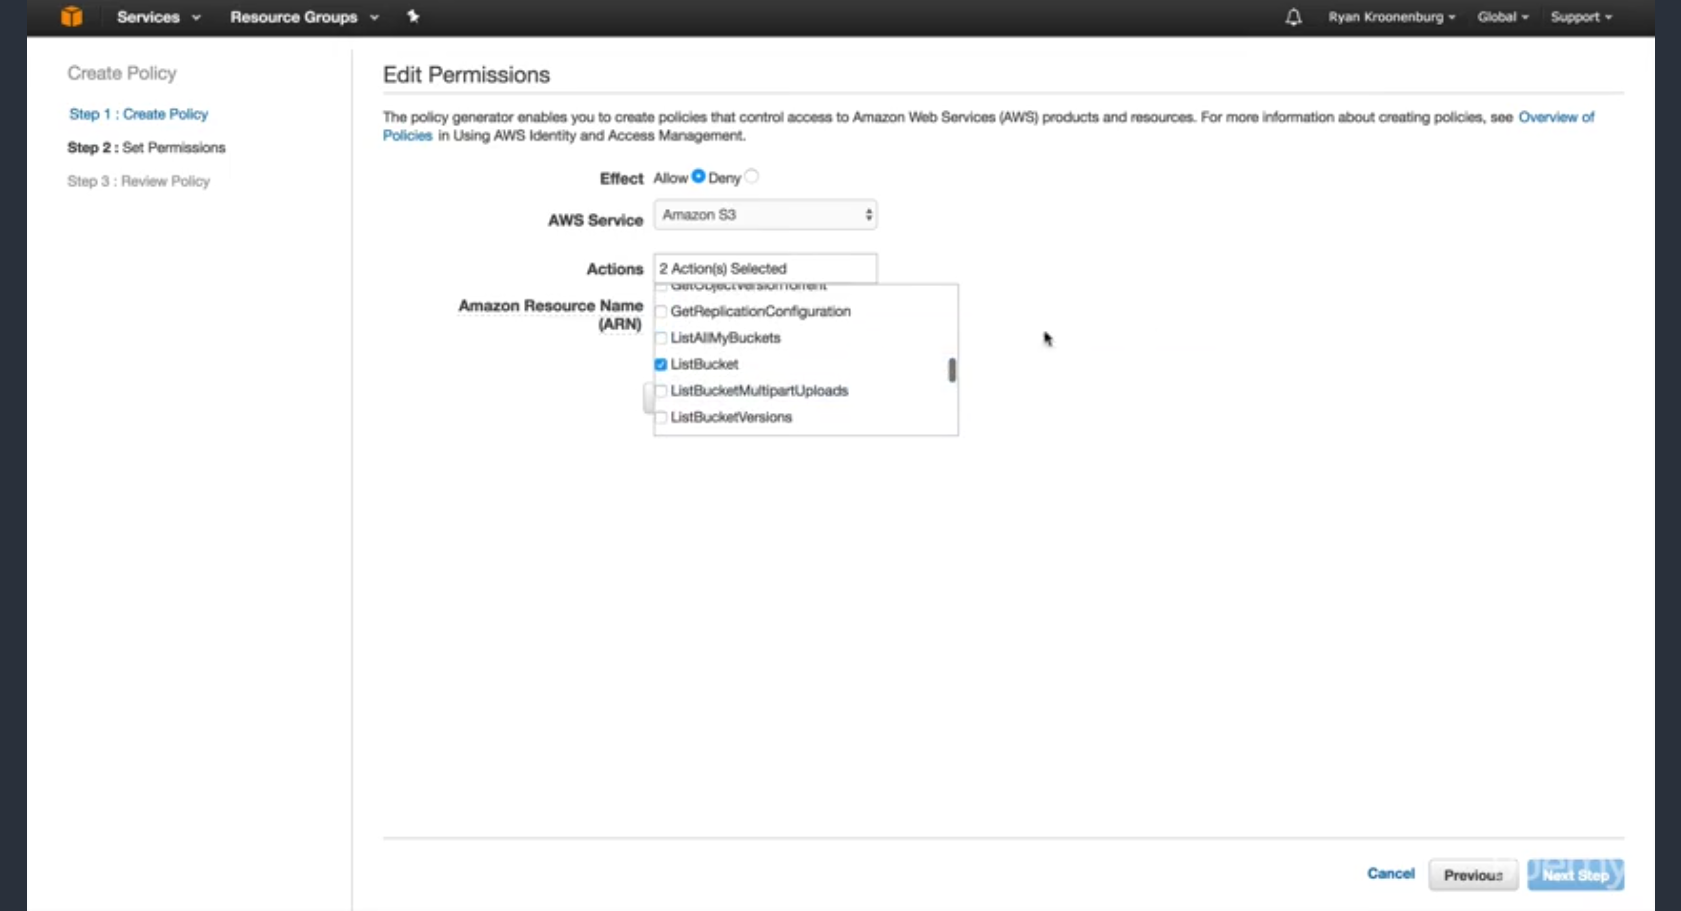 Services Resource Groups Ryan Kroonenburg Global Support
Create Policy
Step 1 : Create Policy
Step 2 : Set Permissions
Step 3 : Review Policy
Edit Permissions
The policy generator enables you to create policies that control access to Amazon Web Services (AWS) products and resources. For more information about creating policies, see Overview of
Policies in Using AWS Identity and Access Management.
Effect Allow Deny
AWS Service Amazon S3
Actions 2 Action(s) Selected
Amazon Resource Name
(ARN)
GetObjectVersionTorrent
GetReplicationConfiguration
ListAllMyBuckets
ListBucket
ListBucketMultipartUploads
ListBucketVersions
Cancel Previous Next Step